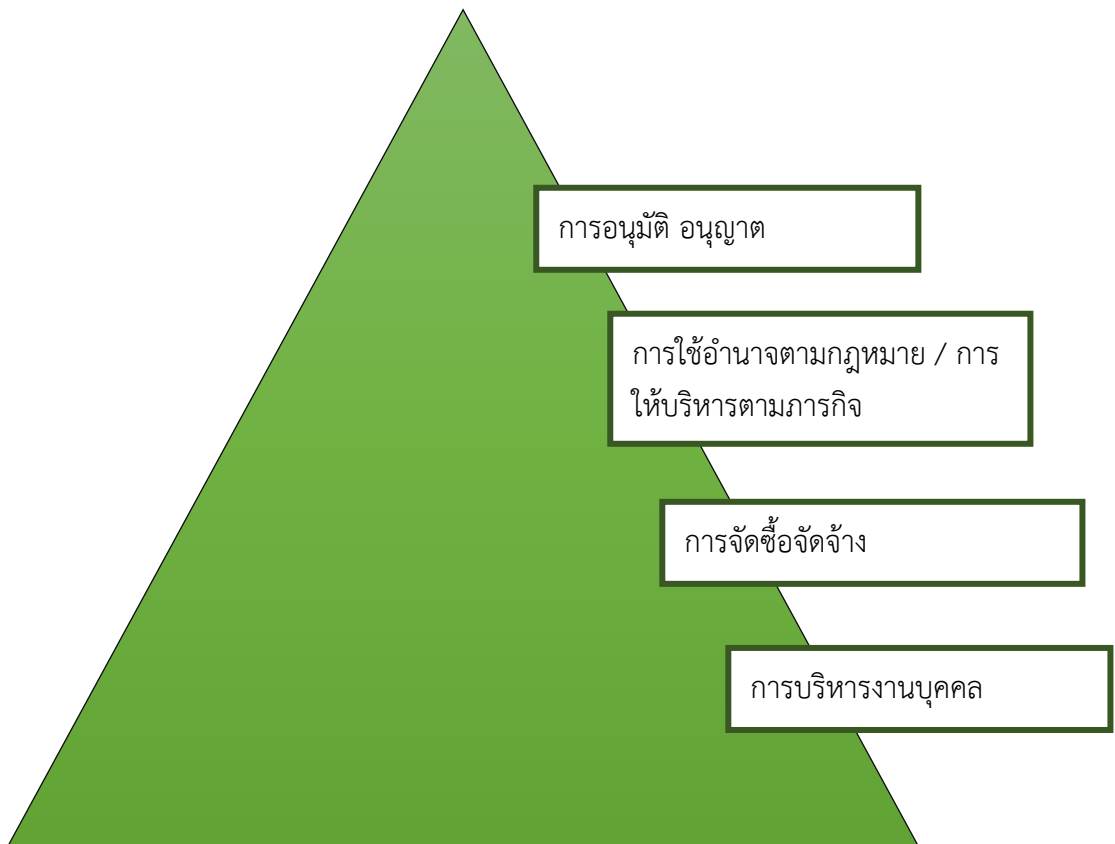 การอนุมัติ อนุญาต
การใช้อำนาจตามกฎหมาย / การ
ให้บริหารตามภารกิจ
การจัดซื้อจัดจ้าง
การบริหารงานบุคคล